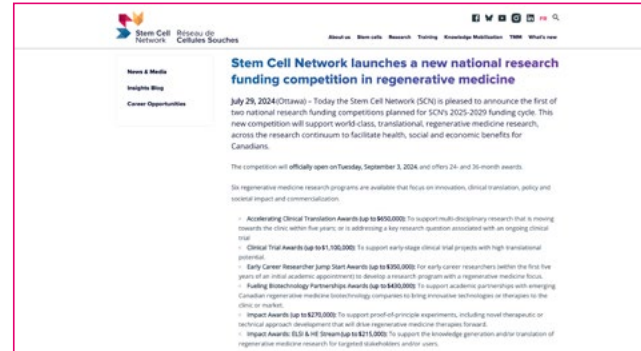 FR
Stem Cell Network
Réseau de Cellules Souches
About us Stem cells Research Training Knowledge Mobilization TMM What's new
News & Media
Insights Blog
Career Opportunities
Stem Cell Network launches a new national research
funding competition in regenerative medicine
July 29, 2024 (Ottawa) – Today the Stem Cell Network (SCN) is pleased to announce the first of
two national research funding competitions planned for SCN's 2025-2029 funding cycle. This
new competition will support world-class, translational, regenerative medicine research,
across the research continuum to facilitate health, social and economic benefits for
Canadians.
The competition will officially open on Tuesday, September 3, 2024, and offers 24- and 36-month awards.
Six regenerative medicine research programs are available that focus on innovation, clinical translation, policy and
societal impact and commercialization.
Accelerating Clinical Translation Awards (up to $650,000): To support multi-disciplinary research that is moving
towards the clinic within five years; or is addressing a key research question associated with an ongoing clinical
trial
Clinical Trial Awards (up to $1,100,000): To support early-stage clinical trial projects with high translational
potential.
Early Career Researcher Jump Start Awards (up to $350,000): For early career researchers (within the first five
years of an initial academic appointment) to develop a research program with a regenerative medicine focus.
Fueling Biotechnology Partnerships Awards (up to $430,000): To support academic partnerships with emerging
Canadian regenerative medicine biotechnology companies to bring innovative technologies or therapies to the
clinic or market.
Impact Awards (up to $270,000): To support proof-of-principle experiments, including novel therapeutic or
technical approach development that will drive regenerative medicine therapies forward.
Impact Awards: ELSI & HE Stream (up to $215,000): To support the knowledge generation and/or translation of
regenerative medicine research for targeted stakeholders and/or users.